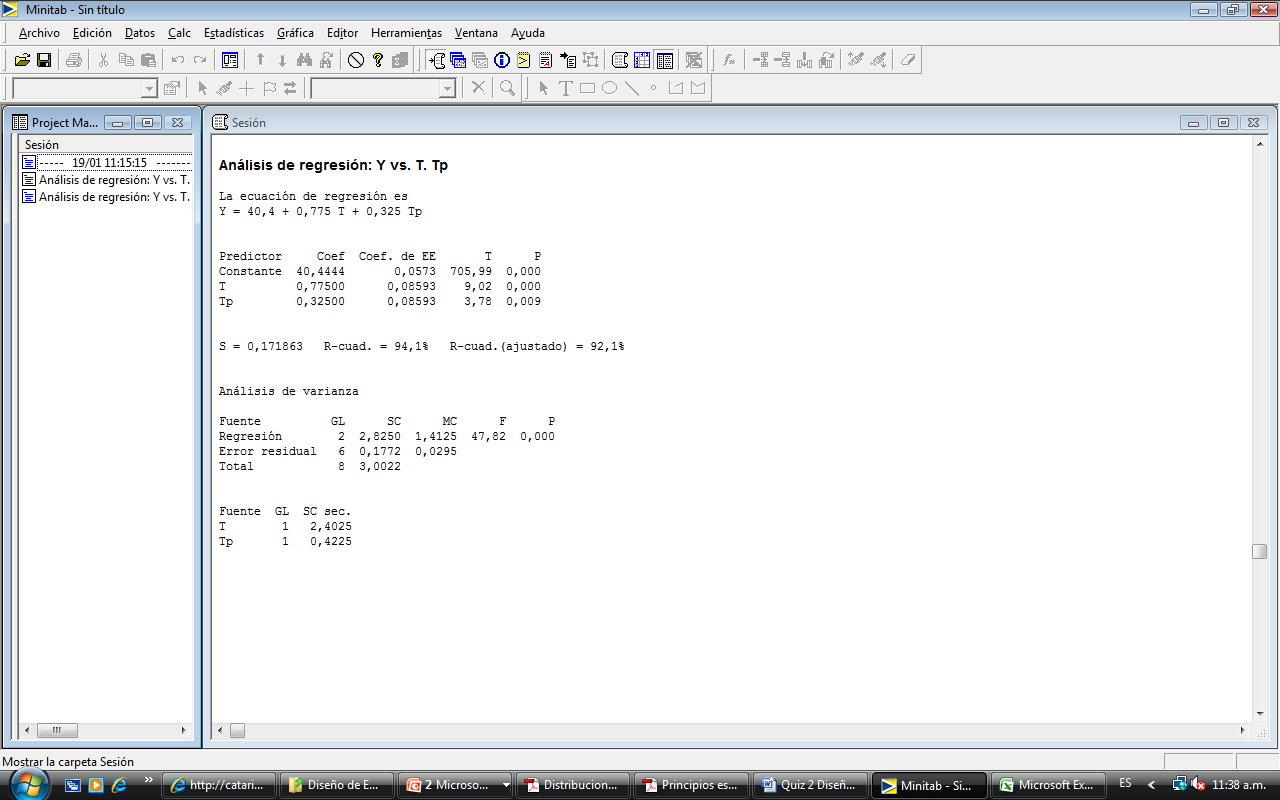 Minitab - Sin título
Archivo Edición Datos Calc Estadísticas Gráfica Editor Herramientas Ventana Ayuda
Project Ma...
Sesión
----- 19/01 11:15:15 -------
Análisis de regresión: Y vs. T.
Análisis de regresión: Y vs. T.
Sesión
Análisis de regresión: Y vs. T. Tp
La ecuación de regresión es
Y = 40,4 + 0,775 T + 0,325 Tp
Predictor Coef Coef. de EE T P
Constante 40,4444 0,0573 705,99 0,000
T 0,77500 0,08593 9,02 0,000
Tp 0,32500 0,08593 3,78 0,009
S = 0,171863 R-cuad. = 94,1% R-cuad.(ajustado) = 92,1%
Análisis de varianza
Fuente GL SC MC F P
Regresión 2 2,8250 1,4125 47,82 0,000
Error residual 6 0,1772 0,0295
Total 8 3,0022
Fuente GL SC sec.
T 1 2,4025
Tp 1 0,4225
Mostrar la carpeta Sesión
http://catari... Diseño de E... 2 Microso... Distribucion... Principios es... Quiz 2 Diseñ... Minitab - Si... Microsoft Ex... ES 11:38 a.m.